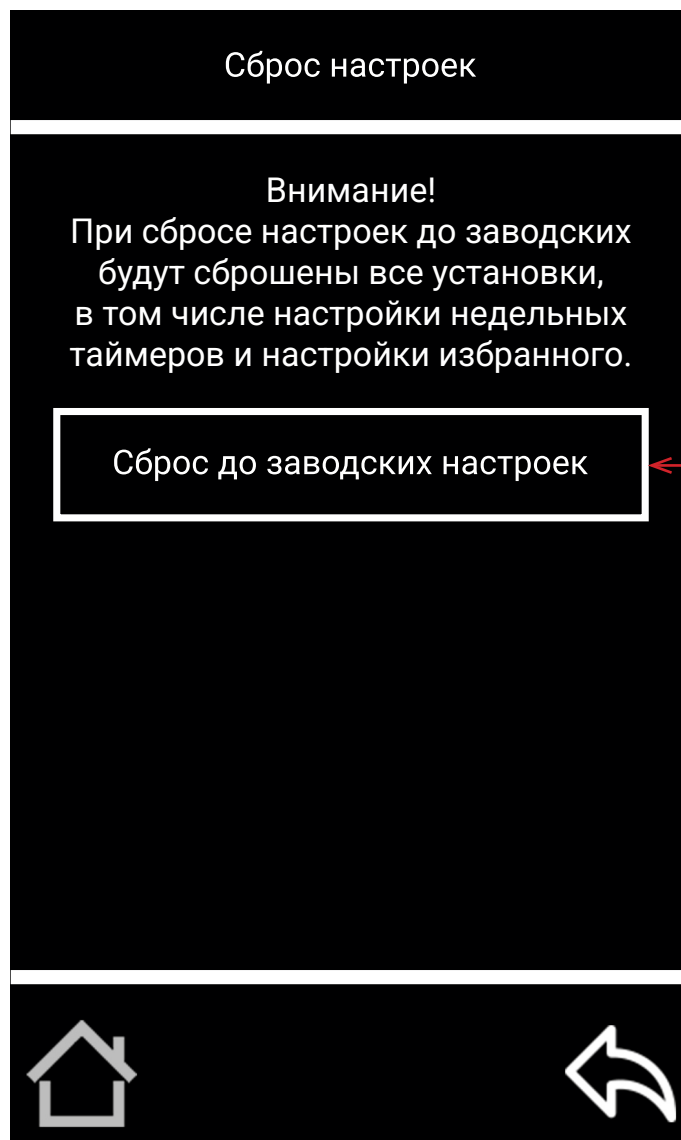 Сброс настроек
Внимание!
При сбросе настроек до заводских
будут сброшены все установки,
в том числе настройки недельных
таймеров и настройки избранного.
Сброс до заводских настроек